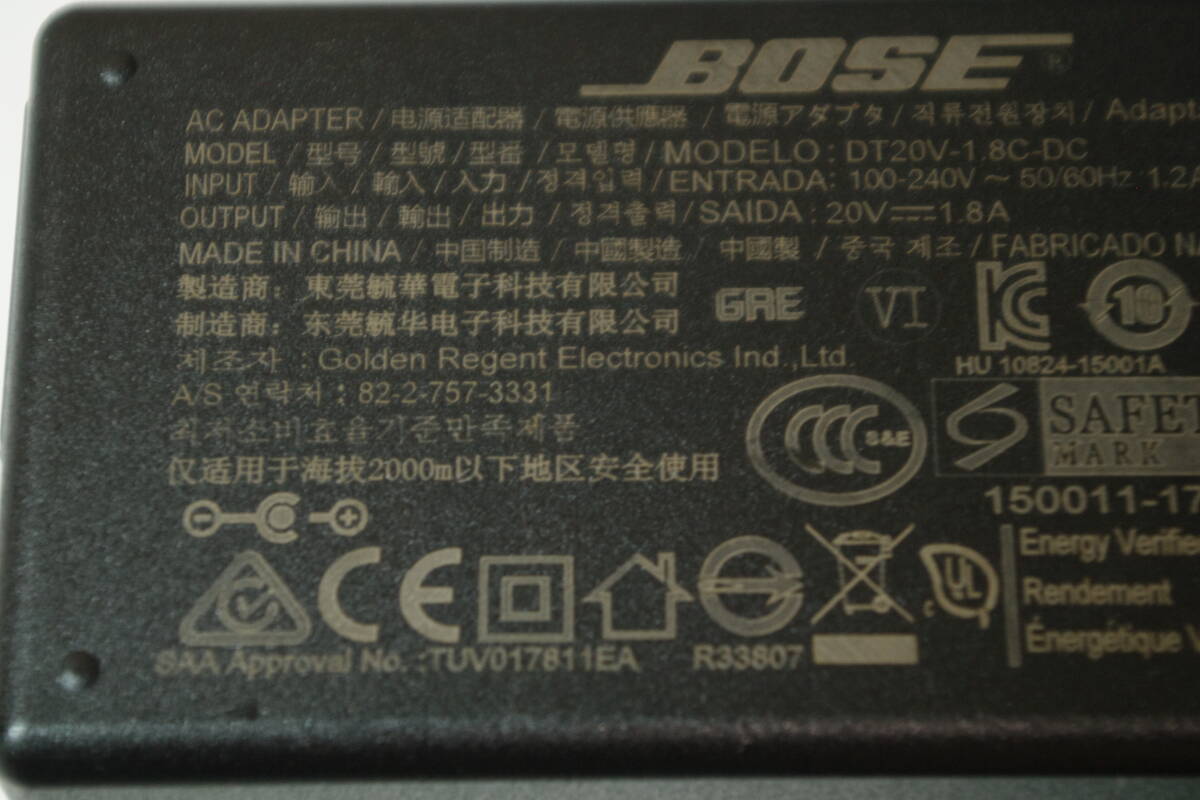 BOSE®
AC ADAPTER / 电源适配器 / 電源供應器 / 電源アダプタ / 직류전원장치 / Adapt
MODEL / 型号 / 型號 / 型番 / 모델명 / MODELO : DT20V-1.8C-DC
INPUT / 输入 / 輸入 / 入力 / 정격입력 / ENTRADA: 100-240V ~ 50/60Hz 1.2A
OUTPUT / 输出 / 輸出 / 出力 / 정격출력 / SAIDA : 20V⎓1.8A
MADE IN CHINA / 中国制造 / 中國製造 / 中國製 / 중국 제조 / FABRICADO N
製造商: 東莞毓華電子科技有限公司
制造商: 东莞毓华电子科技有限公司
GRE VI KC 10
제조자 : Golden Regent Electronics Ind.,Ltd.
HU 10824-15001A
A/S 연락처 : 82-2-757-3331
최저소비효율기준만족제품
CCC S&E
SAFET
MARK
仅适用于海拔2000m以下地区安全使用
150011-17
CE
UL
Energy Verifie
Rendement
Énergétique V
SAA Approval No. :TUV017811EA R33807